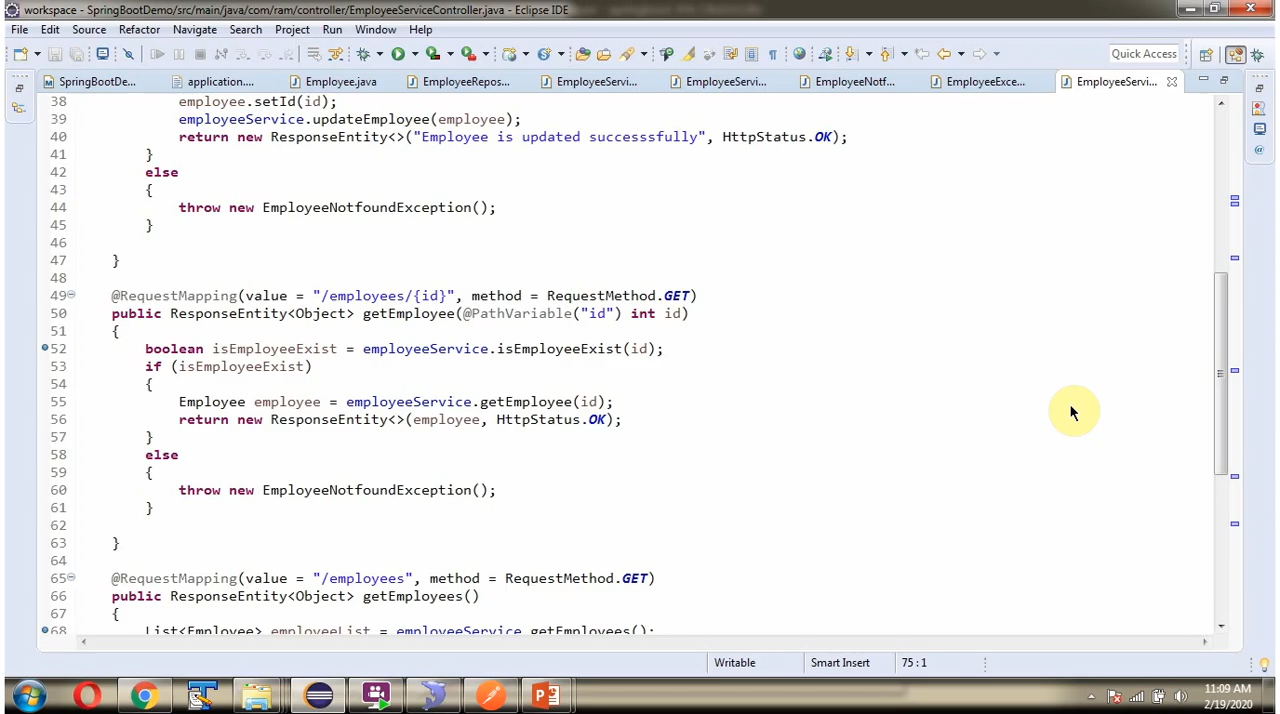 workspace - SpringBootDemo/src/main/java/com/ram/controller/EmployeeServiceController.java - Eclipse IDE
File Edit Source Refactor Navigate Search Project Run Window Help
Quick Access
SpringBootDe... application.... Employee.java EmployeeRepos... EmployeeServi... EmployeeServi... EmployeeNotf... EmployeeExce... EmployeeServi...
38 employee.setId(id);
39 employeeService.updateEmployee(employee);
40 return new ResponseEntity<>("Employee is updated successsfully", HttpStatus.OK);
41 }
42 else
43 {
44 throw new EmployeeNotfoundException();
45 }
46
47 }
48
49 @RequestMapping(value = "/employees/{id}", method = RequestMethod.GET)
50 public ResponseEntity<Object> getEmployee(@PathVariable("id") int id)
51 {
52 boolean isEmployeeExist = employeeService.isEmployeeExist(id);
53 if (isEmployeeExist)
54 {
55 Employee employee = employeeService.getEmployee(id);
56 return new ResponseEntity<>(employee, HttpStatus.OK);
57 }
58 else
59 {
60 throw new EmployeeNotfoundException();
61 }
62
63 }
64
65 @RequestMapping(value = "/employees", method = RequestMethod.GET)
66 public ResponseEntity<Object> getEmployees()
67 {
68 List<Employee> employeeList = employeeService.getEmployees();
Writable Smart Insert 75 : 1
11:09 AM
2/19/2020